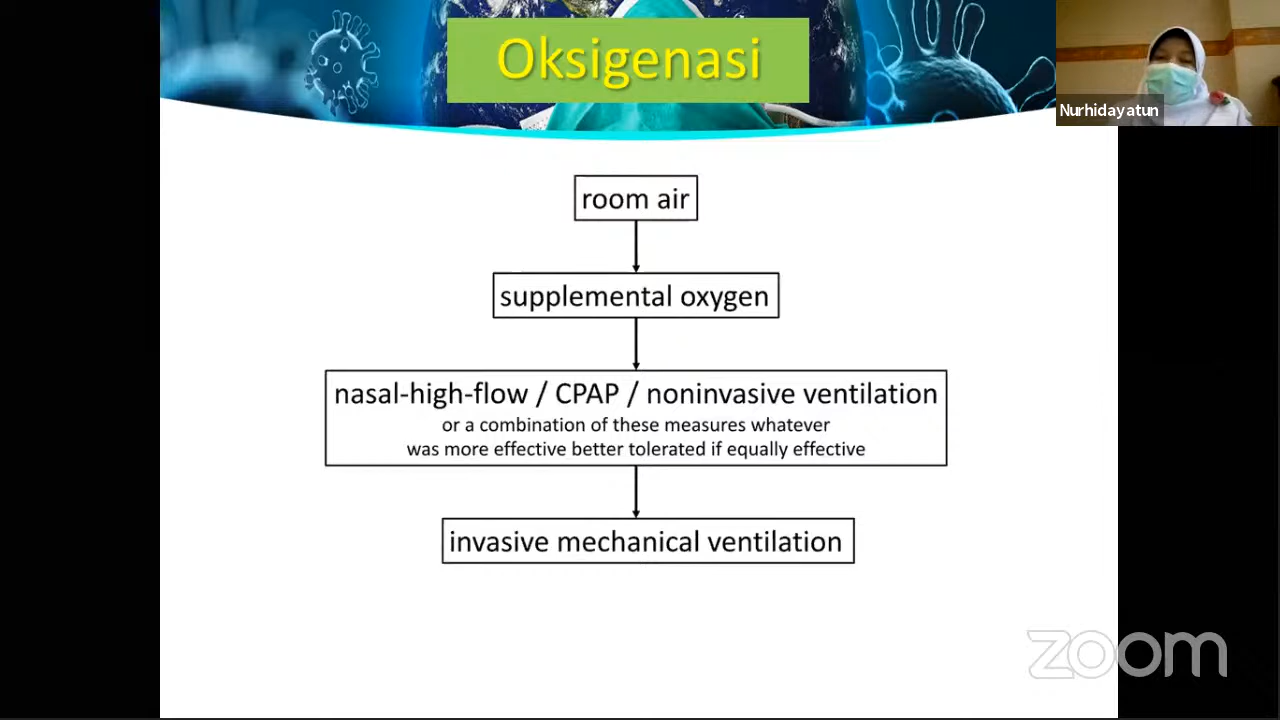 Oksigenasi
Nurhidayatun
room air
supplemental oxygen
nasal-high-flow / CPAP / noninvasive ventilation
or a combination of these measures whatever
was more effective better tolerated if equally effective
invasive mechanical ventilation
zoom